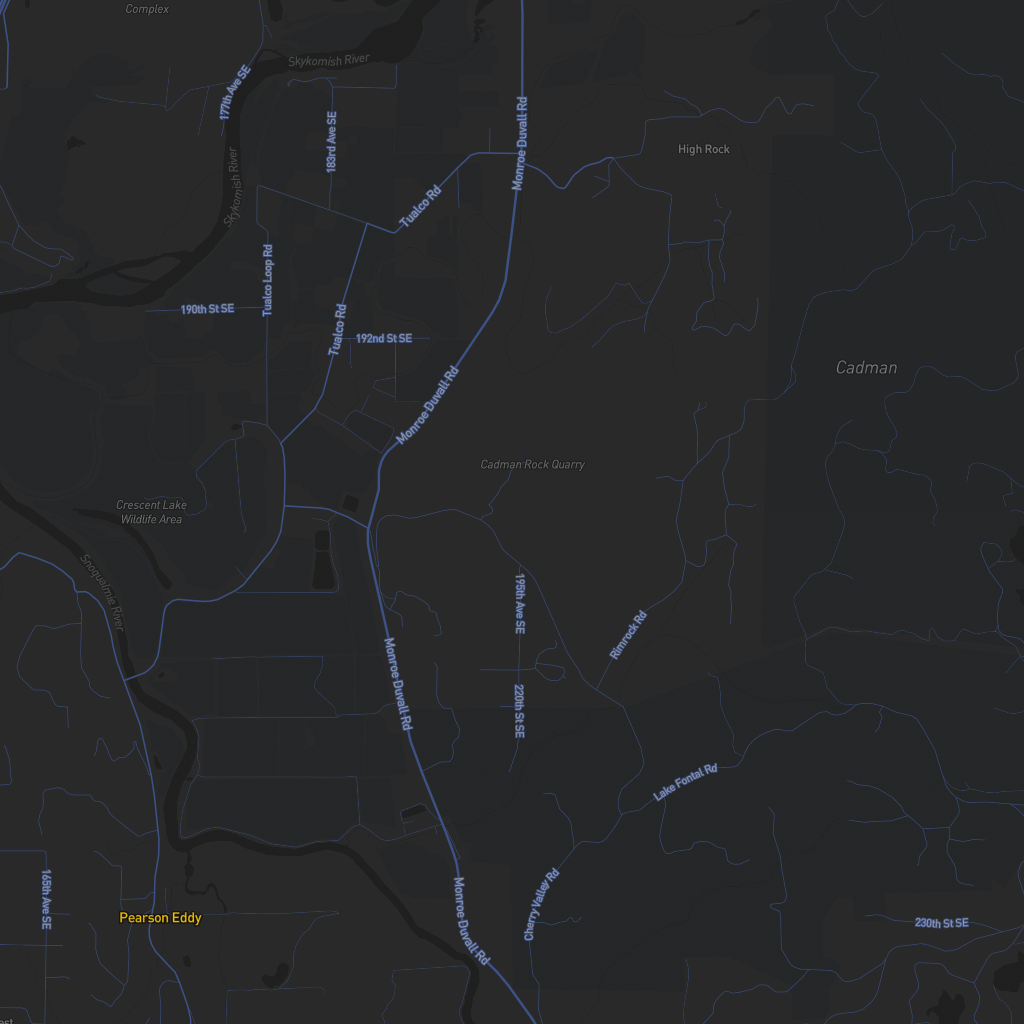 Complex
Skykomish River
177th Ave SE
183rd Ave SE
Monroe Duvall Rd
High Rock
Skykomish River
Tualco Rd
Tualco Loop Rd
190th St SE
Tualco Rd
192nd St SE
Cadman
Monroe Duvall Rd
Cadman Rock Quarry
Crescent Lake
Wildlife Area
Snoqualmie River
195th Ave SE
Rimrock Rd
Monroe Duvall Rd
220th St SE
Lake Fontal Rd
165th Ave SE
Cherry Valley Rd
Pearson Eddy
Monroe Duvall Rd
230th St SE